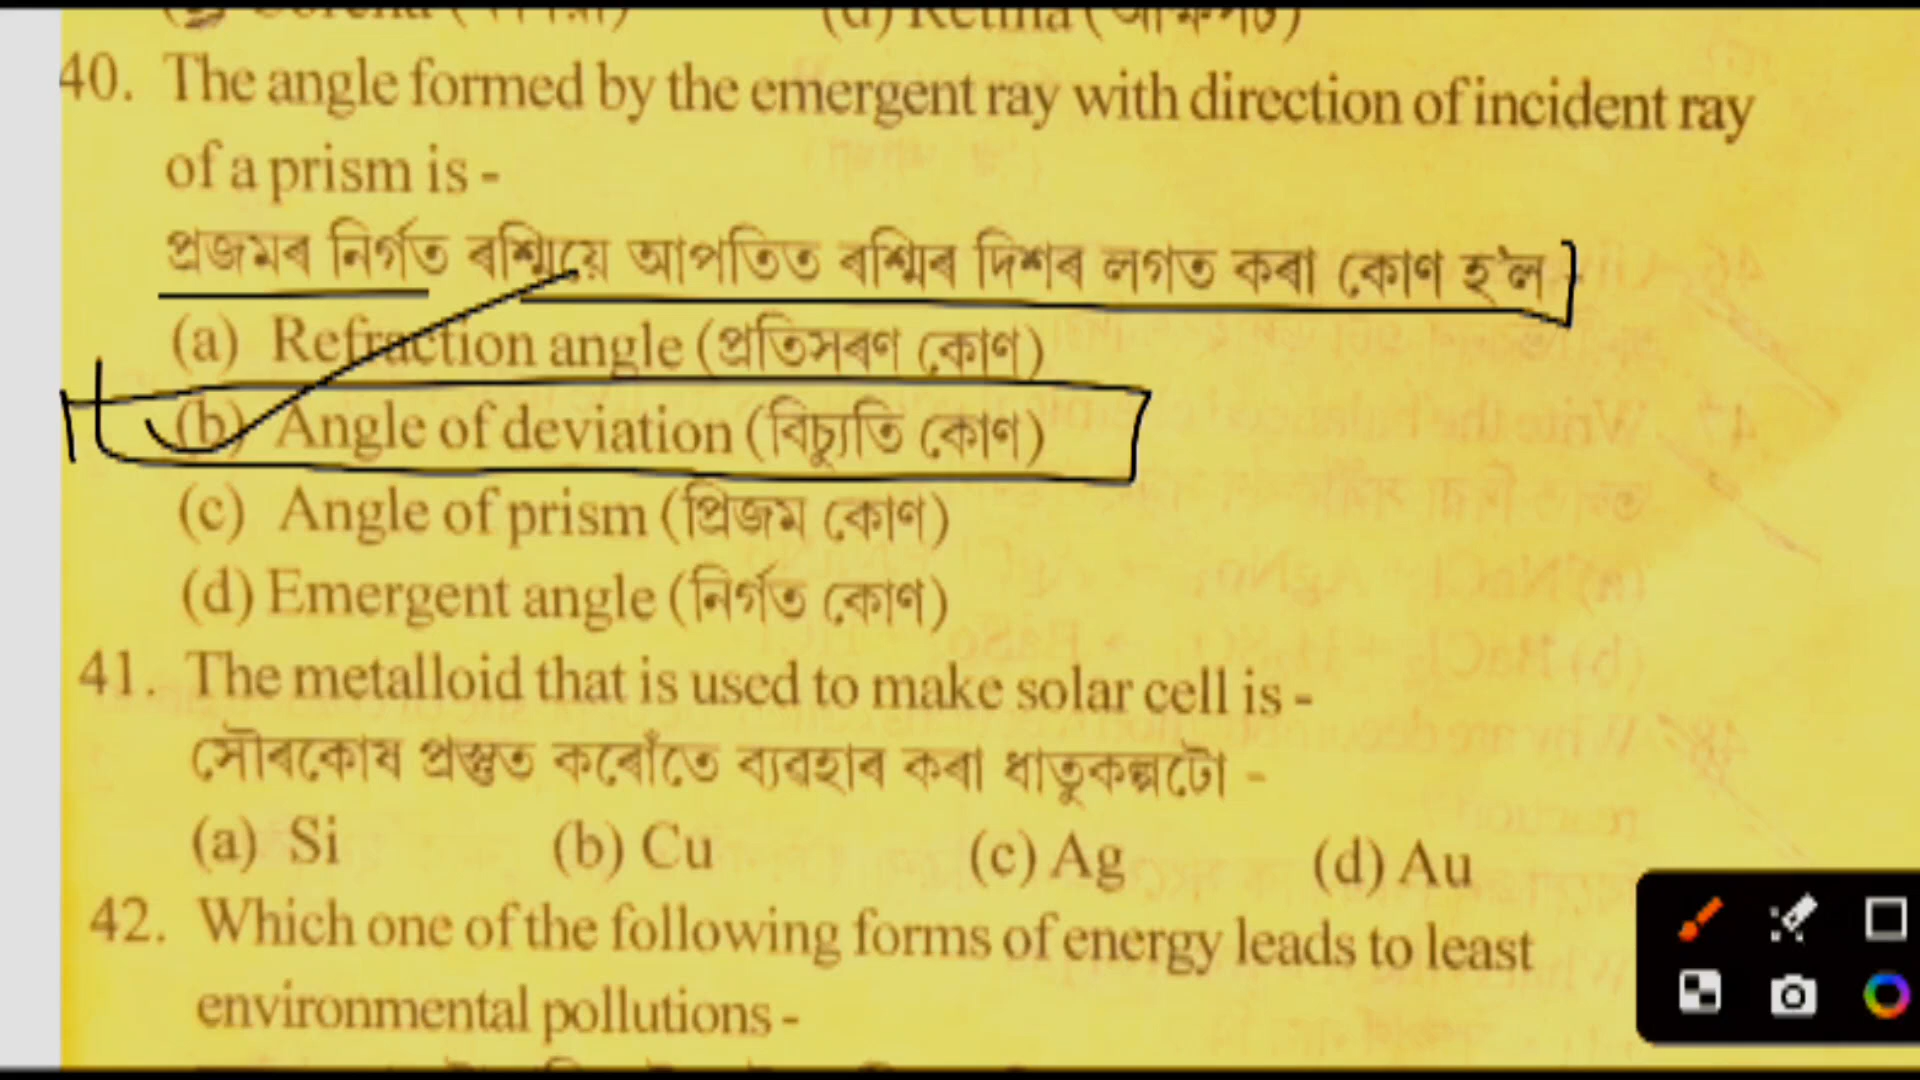 (d) Retina (
40. The angle formed by the emergent ray with direction of incident ray
of a prism is -
প্ৰজমৰ নিৰ্গত ৰশ্মিয়ে আপতিত ৰশ্মিৰ দিশৰ লগত কৰা কোণ হ'ল
(a) Refraction angle (প্ৰতিসৰণ কোণ)
(b) Angle of deviation (বিচ্যুতি কোণ)
(c) Angle of prism (প্ৰিজম কোণ)
(d) Emergent angle (নিৰ্গত কোণ)
41. The metalloid that is used to make solar cell is -
সৌৰকোষ প্ৰস্তুত কৰোঁতে ব্যৱহাৰ কৰা ধাতুকল্পটো -
(a) Si (b) Cu (c) Ag (d) Au
42. Which one of the following forms of energy leads to least
environmental pollutions -